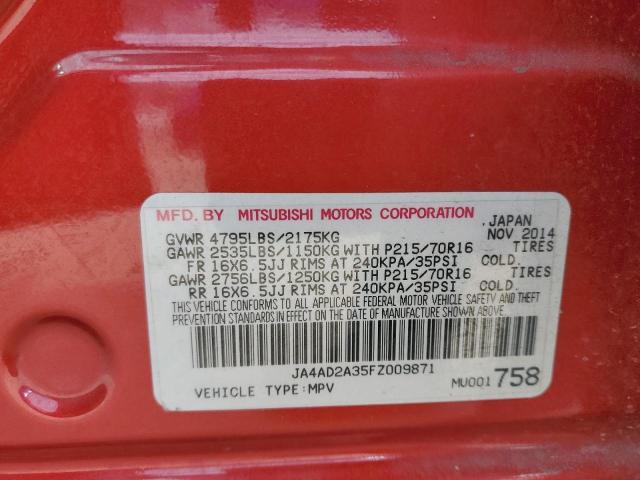 MFD. BY MITSUBISHI MOTORS CORPORATION , JAPAN
GVWR 4795LBS/2175KG NOV 2014
GAWR 2535LBS/1150KG WITH P215/70R16 TIRES
FR 16X6.5JJ RIMS AT 240KPA/35PSI COLD.
GAWR 2756LBS/1250KG WITH P215/70R16 TIRES
RR 16X6.5JJ RIMS AT 240KPA/35PSI COLD.
THIS VEHICLE CONFORMS TO ALL APPLICABLE FEDERAL MOTOR VEHICLE SAFETY AND THEFT
PREVENTION STANDARDS IN EFFECT ON THE DATE OF MANUFACTURE SHOWN ABOVE.
JA4AD2A35FZ009871
VEHICLE TYPE:MPV MU001 758